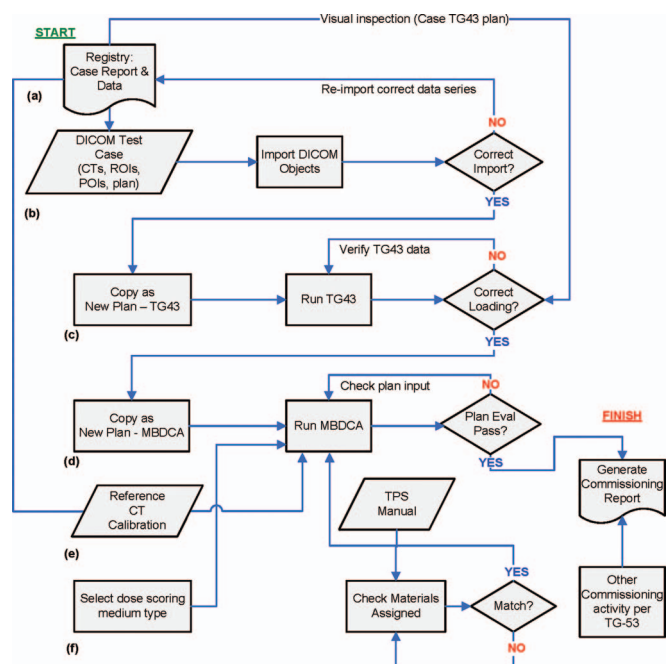 Visual inspection (Case TG43 plan)
START
Registry:
Case Report &
Data
(a)
Re-import correct data series
NO
DICOM Test
Case
(CTs, ROIs,
POIs, plan)
Import DICOM
Objects
Correct
Import?
(b)
YES
Verify TG43 data
NO
Copy as
New Plan – TG43
Run TG43
Correct
Loading?
(c)
YES
Check plan input
NO
Copy as
New Plan - MBDCA
Run MBDCA
Plan Eval
Pass?
FINISH
(d)
YES
Generate
Commissioning
Report
Reference
CT
Calibration
TPS
Manual
(e)
YES
Select dose scoring
medium type
Check Materials
Assigned
Match?
Other
Commissioning
activity per
TG-53
(f)
NO